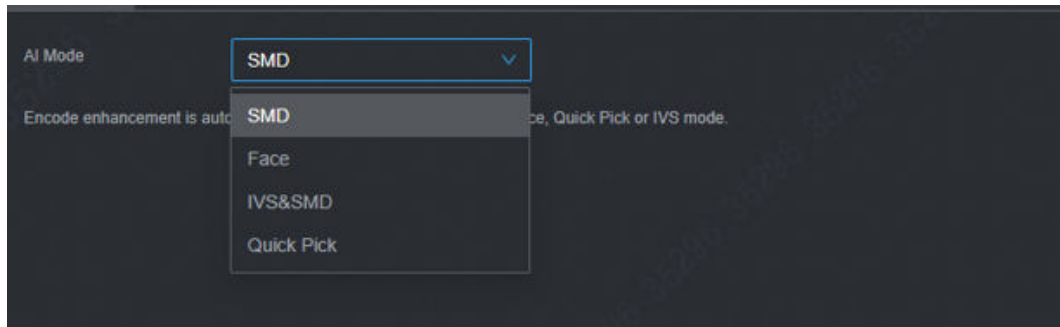 AI Mode
SMD
SMD
Encode enhancement is auto ce, Quick Pick or IVS mode.
Face
IVS&SMD
Quick Pick